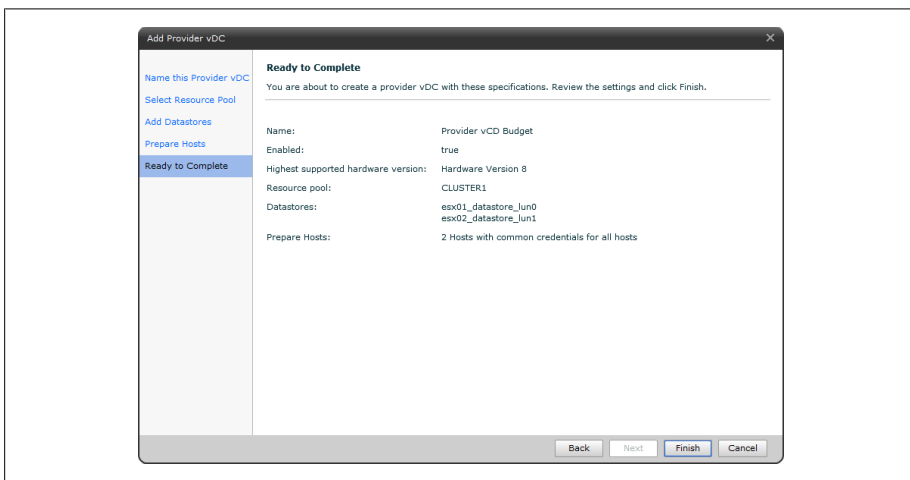 Add Provider vDC
Name this Provider vDC
Select Resource Pool
Add Datastores
Prepare Hosts
Ready to Complete
Ready to Complete
You are about to create a provider vDC with these specifications. Review the settings and click Finish.
Name: Provider vCD Budget
Enabled: true
Highest supported hardware version: Hardware Version 8
Resource pool: CLUSTER1
Datastores: esx01_datastore_lun0
esx02_datastore_lun1
Prepare Hosts: 2 Hosts with common credentials for all hosts
Back Next Finish Cancel